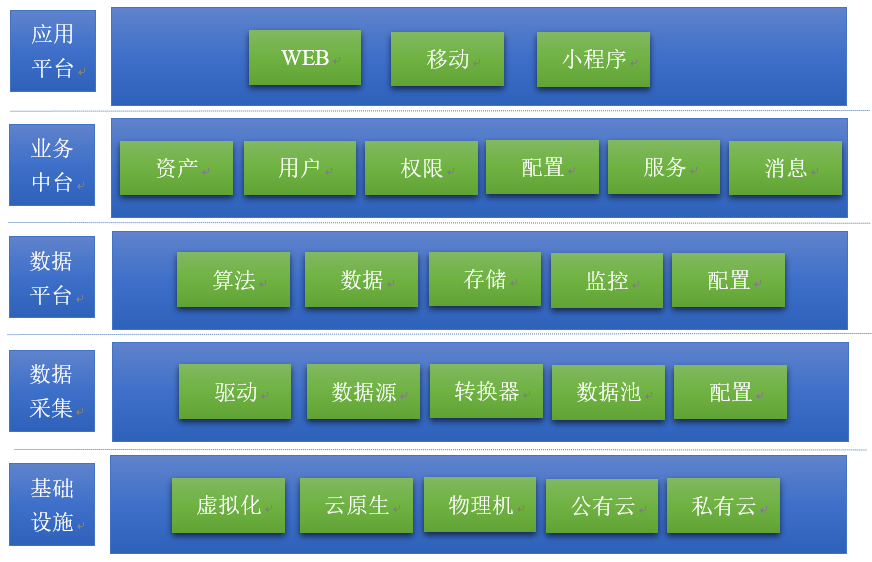 应用
平台
WEB 移动 小程序
业务
中台
资产 用户 权限 配置 服务 消息
数据
平台
算法 数据 存储 监控 配置
数据
采集
驱动 数据源 转换器 数据池 配置
基础
设施
虚拟化 云原生 物理机 公有云 私有云